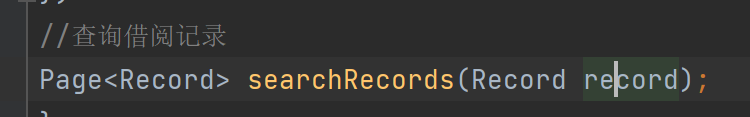 //查询借阅记录
Page<Record> searchRecords(Record record);
}